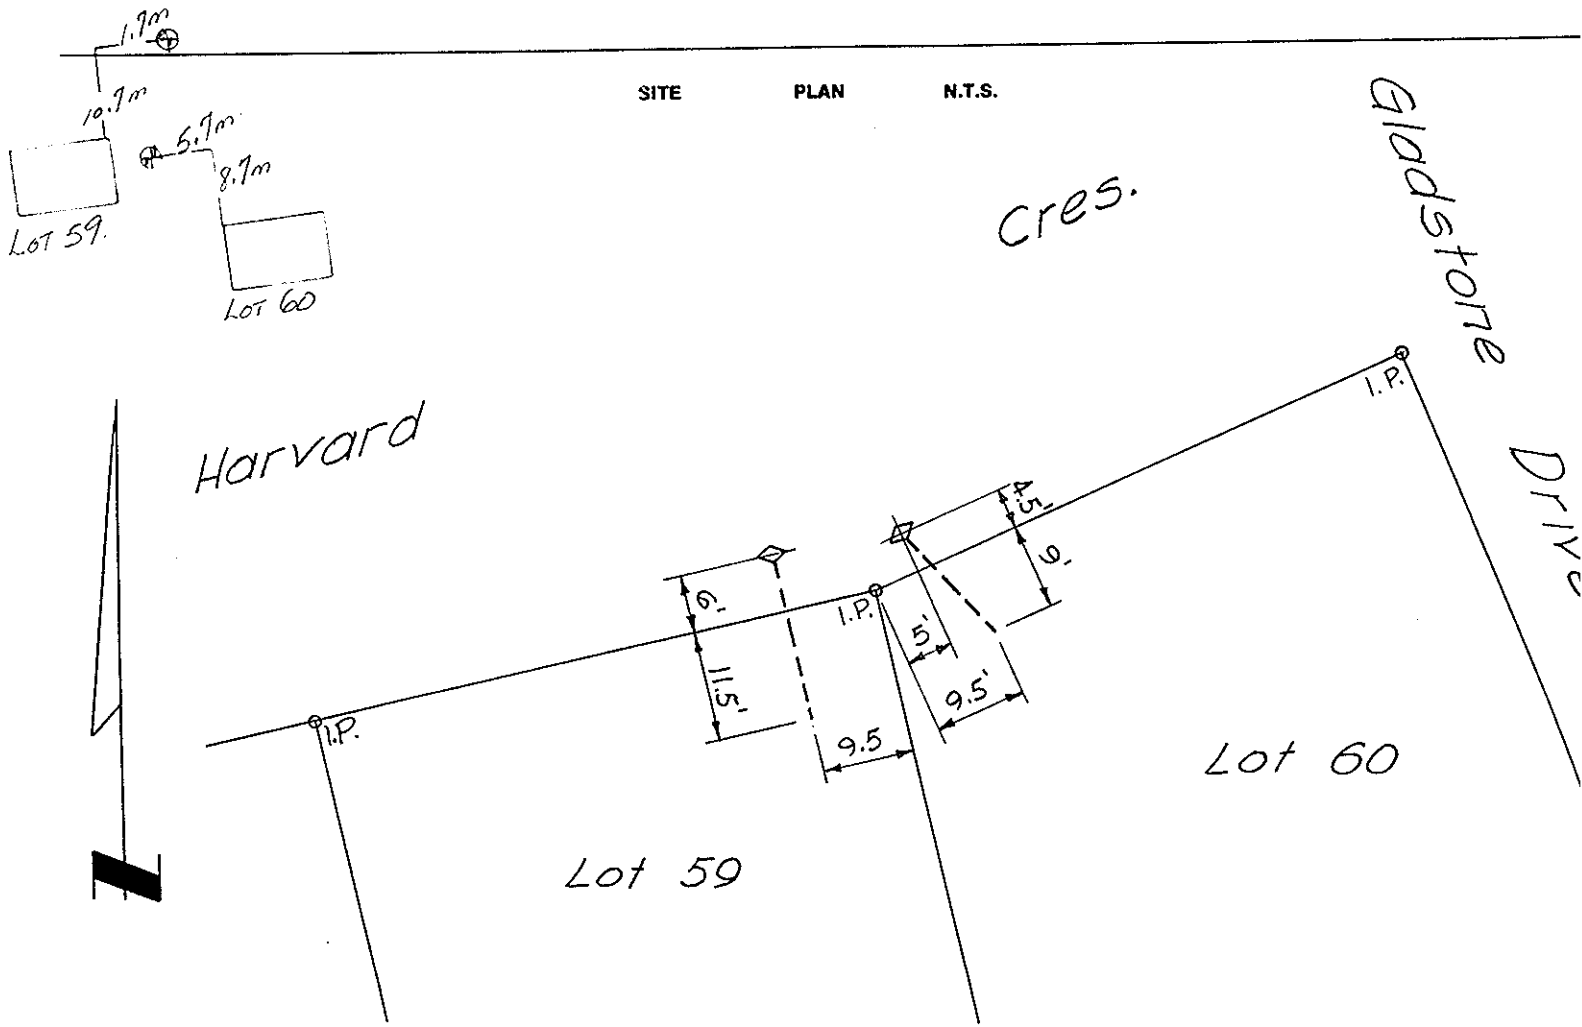 1.7m
10.7m
5.7m
8.7m
LOT 59.
LOT 60
SITE PLAN N.T.S.
Cres.
Gladstone
Drive
Harvard
I.P.
4.5'
9'
6'
I.P.
5'
11.5'
9.5'
9.5
I.P.
Lot 60
Lot 59